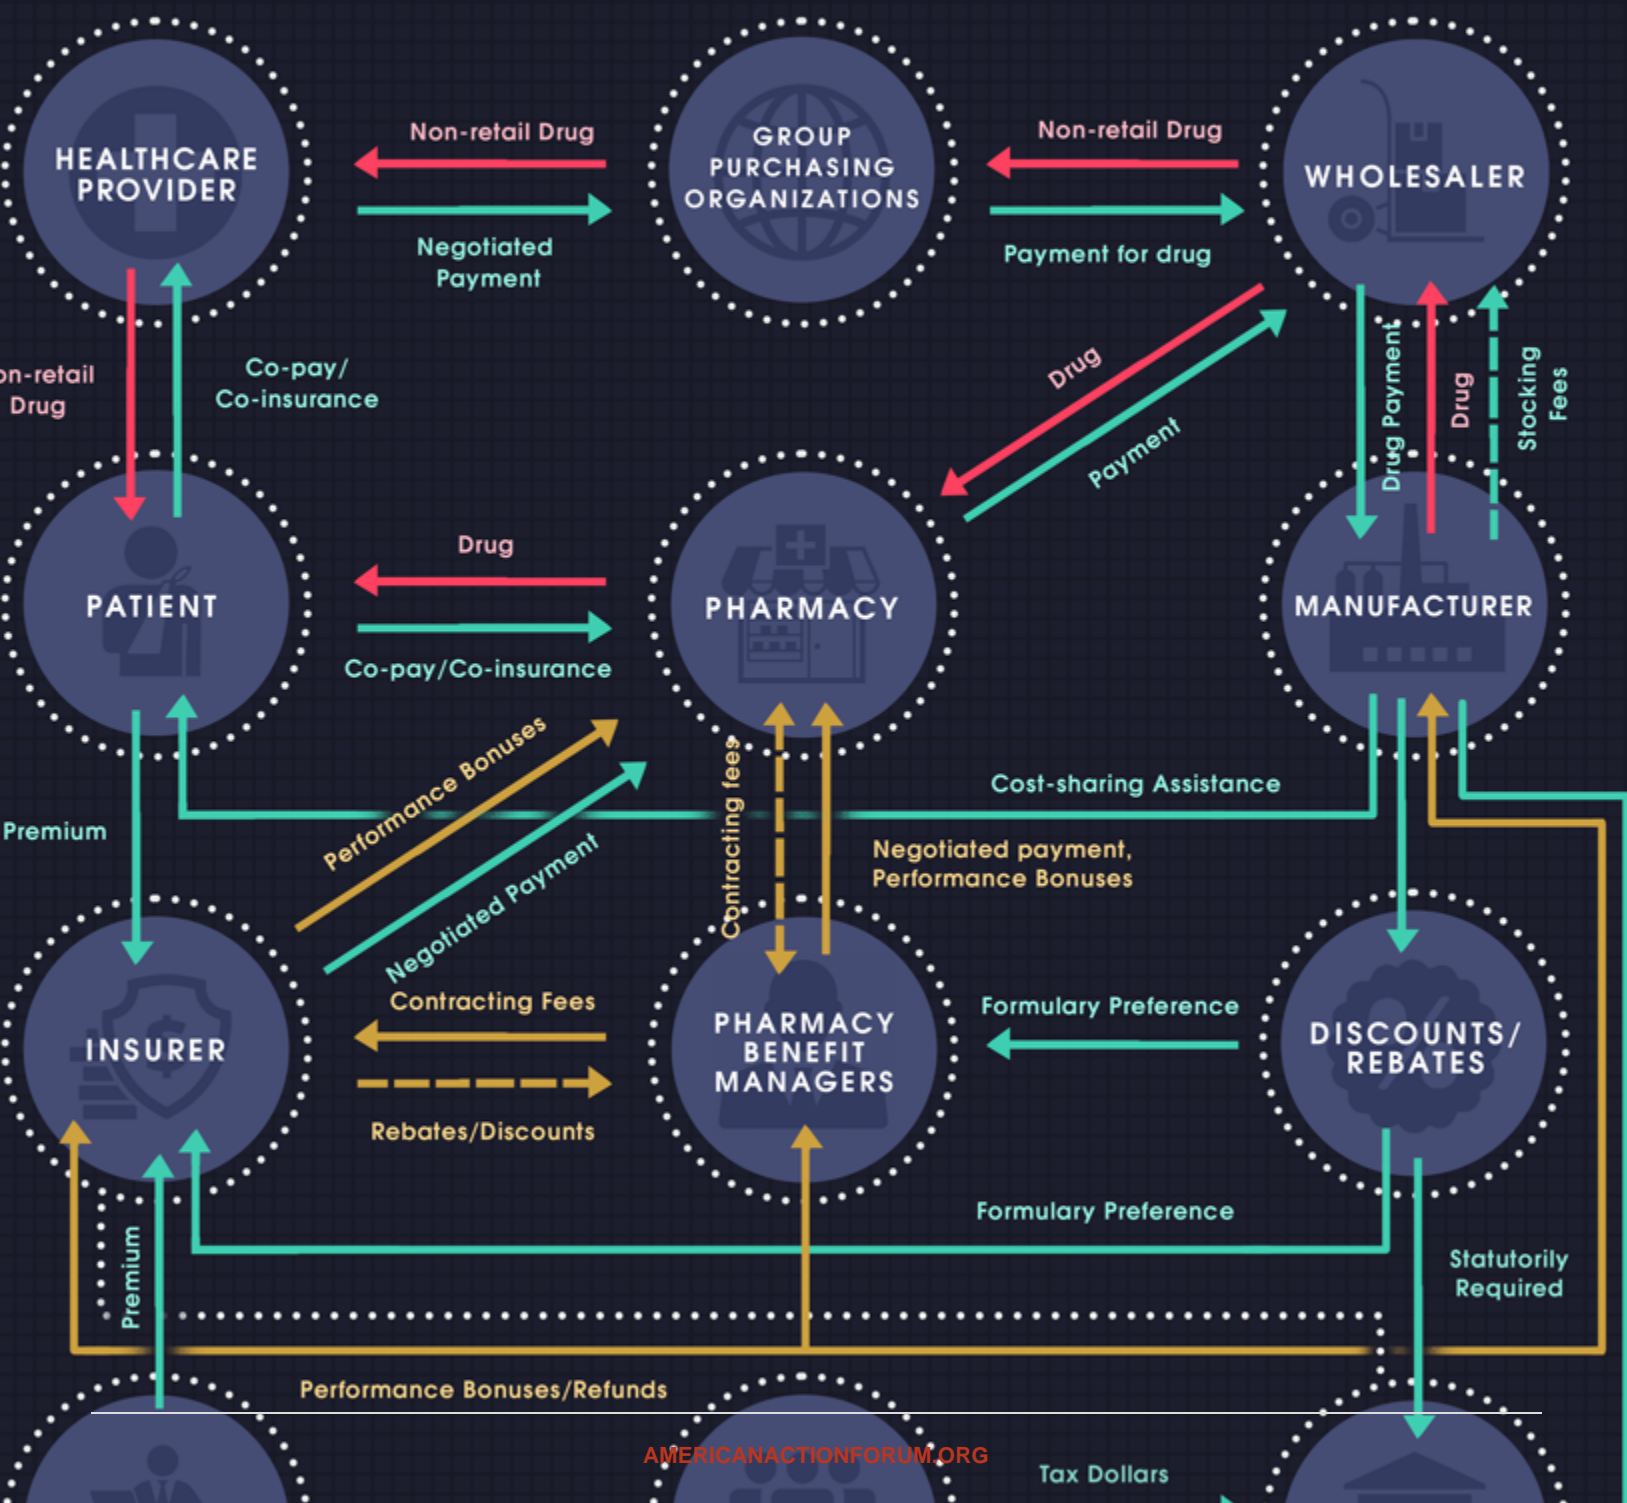 Non-retail Drug
Non-retail Drug
HEALTHCARE
PROVIDER
GROUP
PURCHASING
ORGANIZATIONS
WHOLESALER
Negotiated
Payment
Payment for drug
on-retail
Drug
Co-pay/
Co-insurance
Drug
Payment
Drug Payment
Drug
Stocking
Fees
Drug
PATIENT
PHARMACY
MANUFACTURER
Co-pay/Co-insurance
Performance Bonuses
Contracting fees
Cost-sharing Assistance
Premium
Negotiated payment,
Performance Bonuses
Negotiated Payment
Contracting Fees
Formulary Preference
INSURER
PHARMACY
BENEFIT
MANAGERS
DISCOUNTS/
REBATES
Rebates/Discounts
Formulary Preference
Premium
Statutorily
Required
Performance Bonuses/Refunds
AMERICANACTIONFORUM.ORG
Tax Dollars